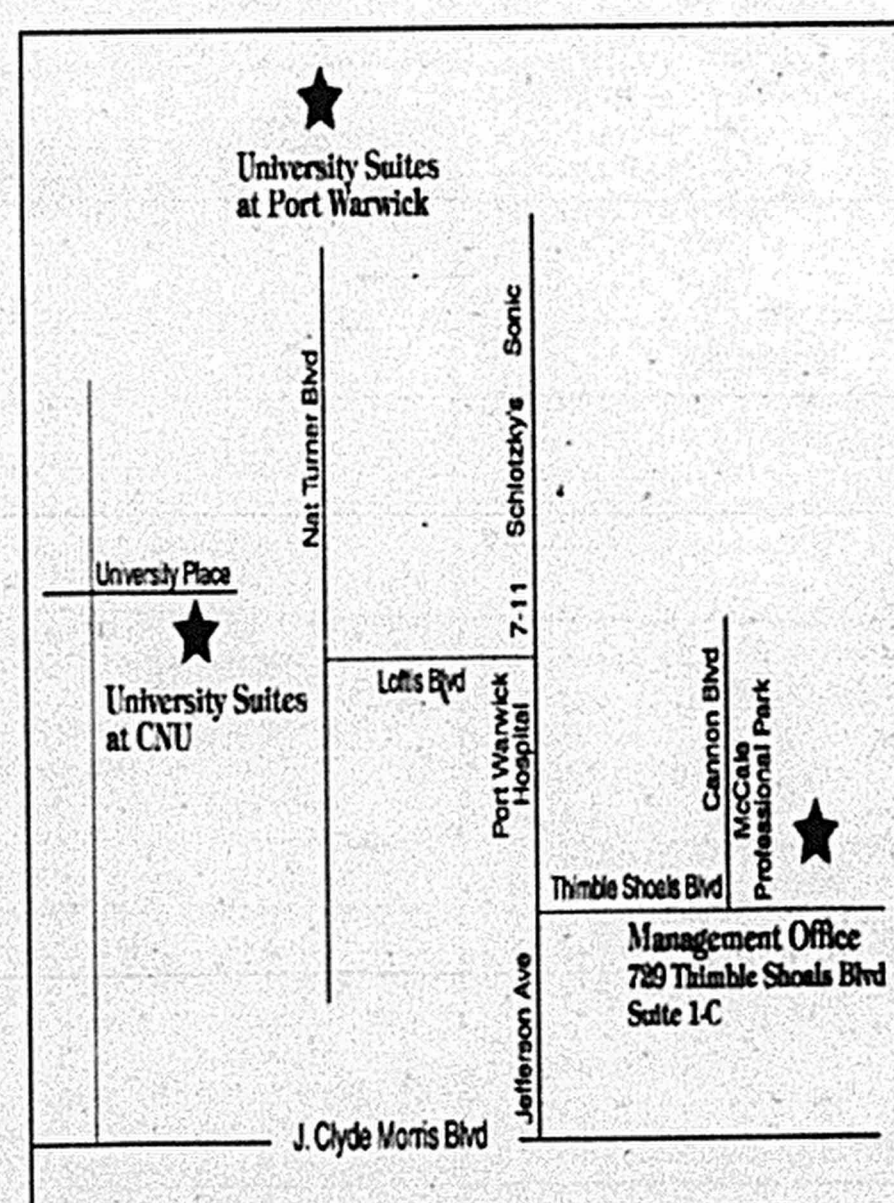 University Suites
at Port Warwick
Sonic
Nat Turner Blvd
Schlotzky's
University Place
7-11
University Suites
at CNU
Loftis Blvd
Port Warwick
Hospital
Cannon Blvd
McCale
Professional Park
Thimble Shoals Blvd
Management Office
789 Thimble Shoals Blvd
Suite 1-C
Jefferson Ave
J. Clyde Morris Blvd